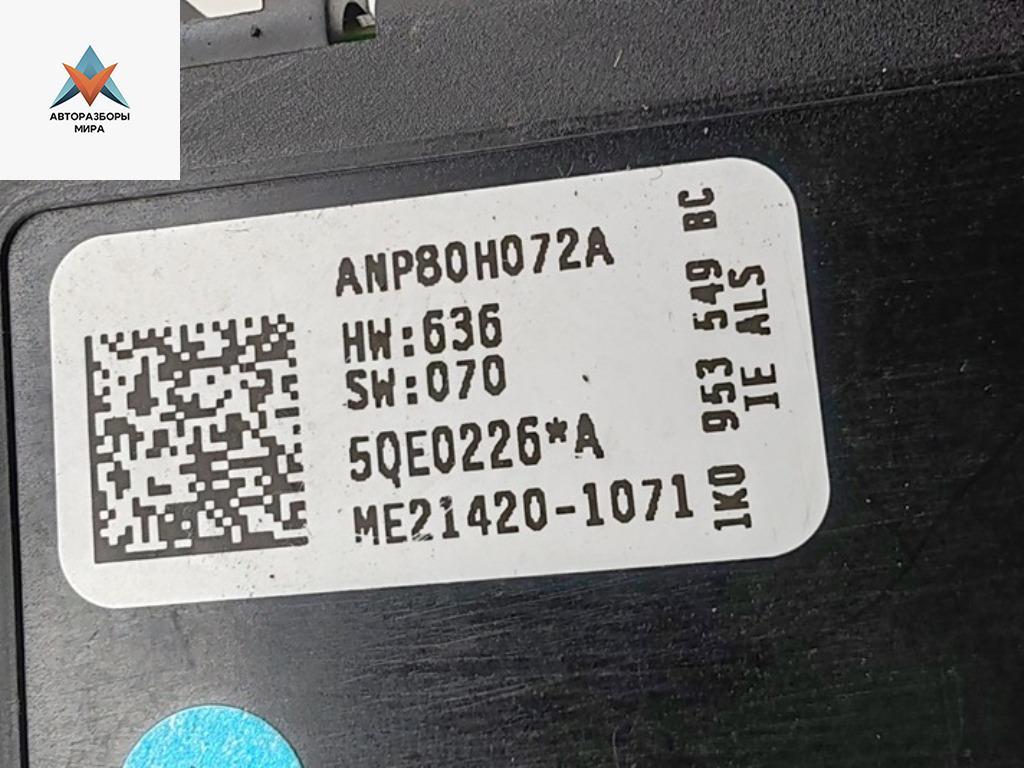 АВТОРАЗБОРЫ
МИРА
ANP80H072A
HW:636
SW:070
5QE0226*A
ME21420-1071
1K0 953 549 BC
IE ALS